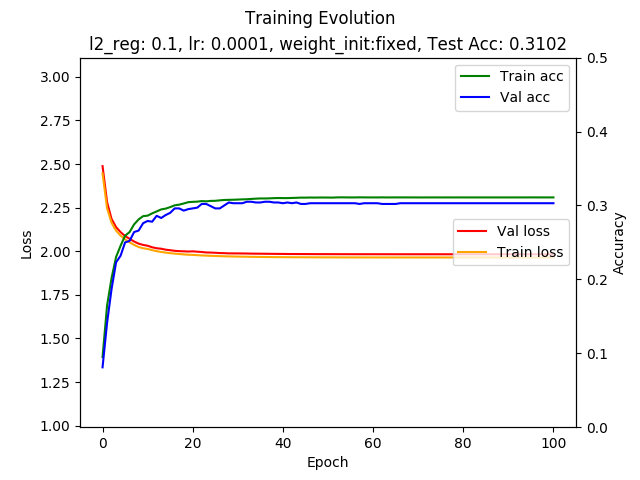 Training Evolution
l2_reg: 0.1, lr: 0.0001, weight_init:fixed, Test Acc: 0.3102
3.00
2.75
2.50
2.25
2.00
1.75
1.50
1.25
1.00
Loss
0.5
0.4
0.3
0.2
0.1
0.0
Accuracy
Train acc
Val acc
Val loss
Train loss
0 20 40 60 80 100
Epoch